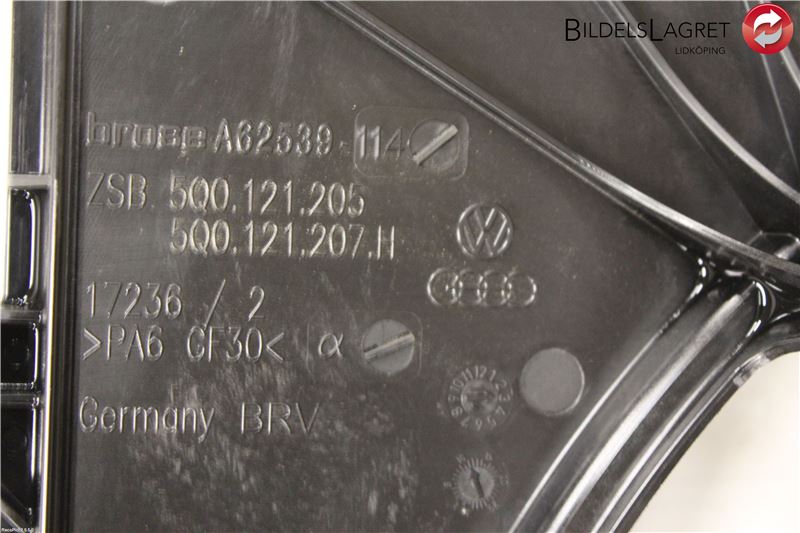 BILDELSLAGRET
LIDKÖPING
brose A62539-114
ZSB. 5Q0.121.205
5Q0.121.207.H
17236 / 2
>PA6 GF30< α
Germany BRV